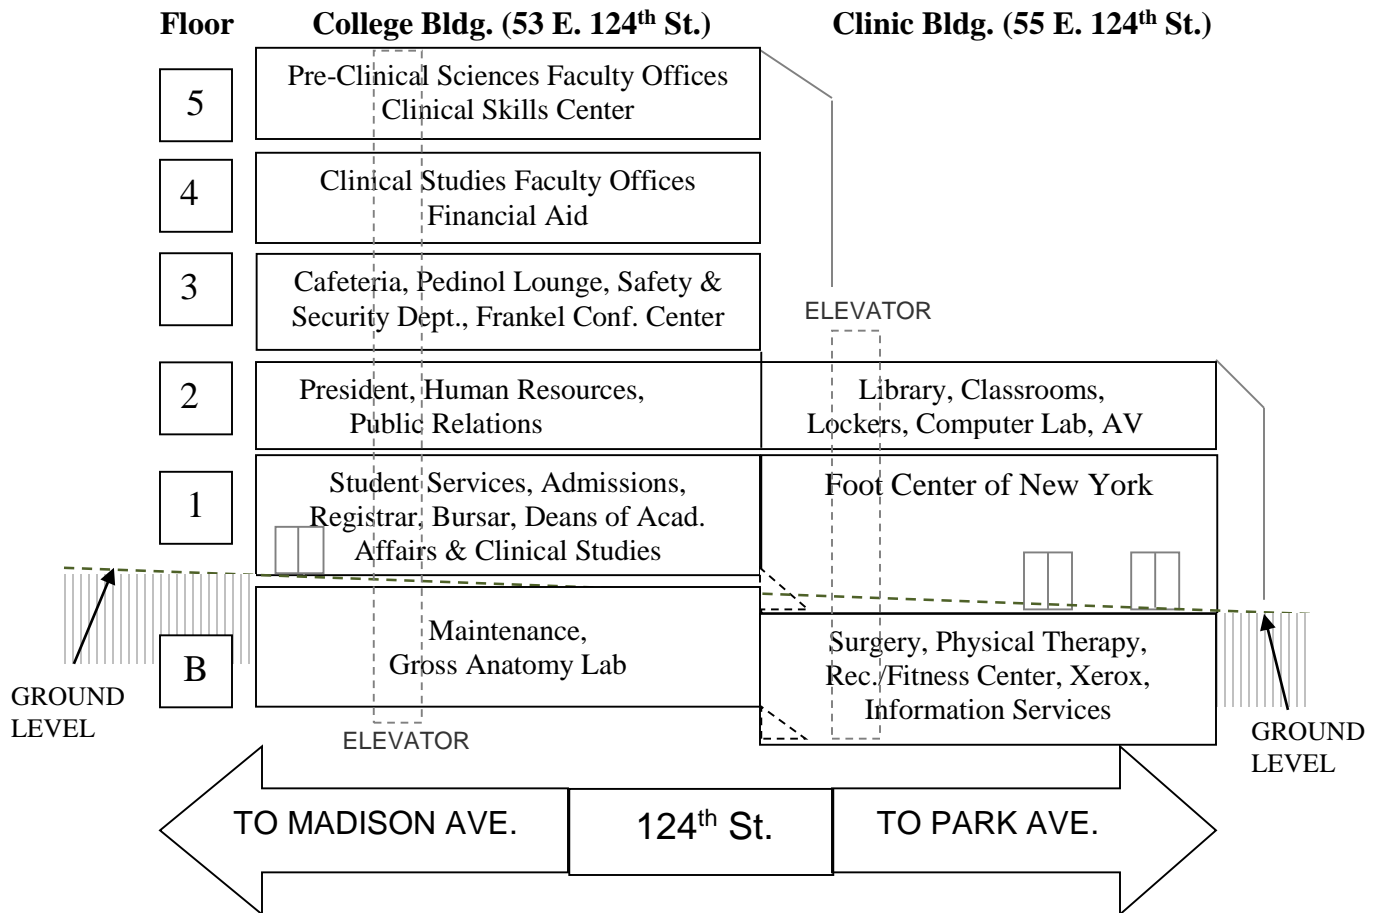 Floor
College Bldg. (53 E. 124th St.)
Clinic Bldg. (55 E. 124th St.)
5
Pre-Clinical Sciences Faculty Offices
Clinical Skills Center
4
Clinical Studies Faculty Offices
Financial Aid
3
Cafeteria, Pedinol Lounge, Safety &
Security Dept., Frankel Conf. Center
ELEVATOR
2
President, Human Resources,
Public Relations
Library, Classrooms,
Lockers, Computer Lab, AV
1
Student Services, Admissions,
Registrar, Bursar, Deans of Acad.
Affairs & Clinical Studies
Foot Center of New York
B
Maintenance,
Gross Anatomy Lab
Surgery, Physical Therapy,
Rec./Fitness Center, Xerox,
Information Services
GROUND
LEVEL
ELEVATOR
GROUND
LEVEL
TO MADISON AVE.
124th St.
TO PARK AVE.